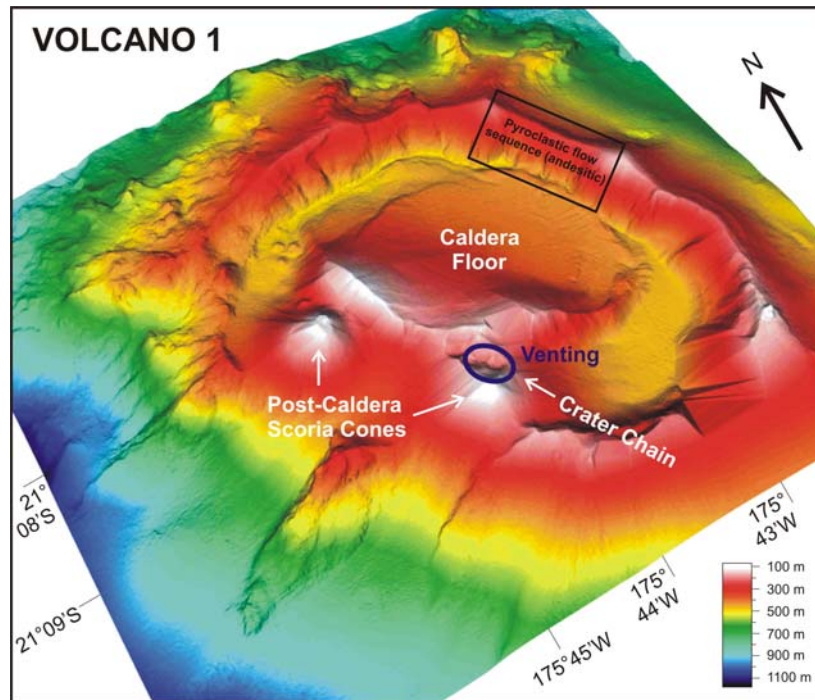 VOLCANO 1
N
Pyroclastic flow
sequence (andesitic)
Caldera
Floor
Venting
Post-Caldera
Scoria Cones
Crater Chain
21°
08'S
21°09'S
175°45'W
175°
44'W
175°
43'W
100 m
300 m
500 m
700 m
900 m
1100 m